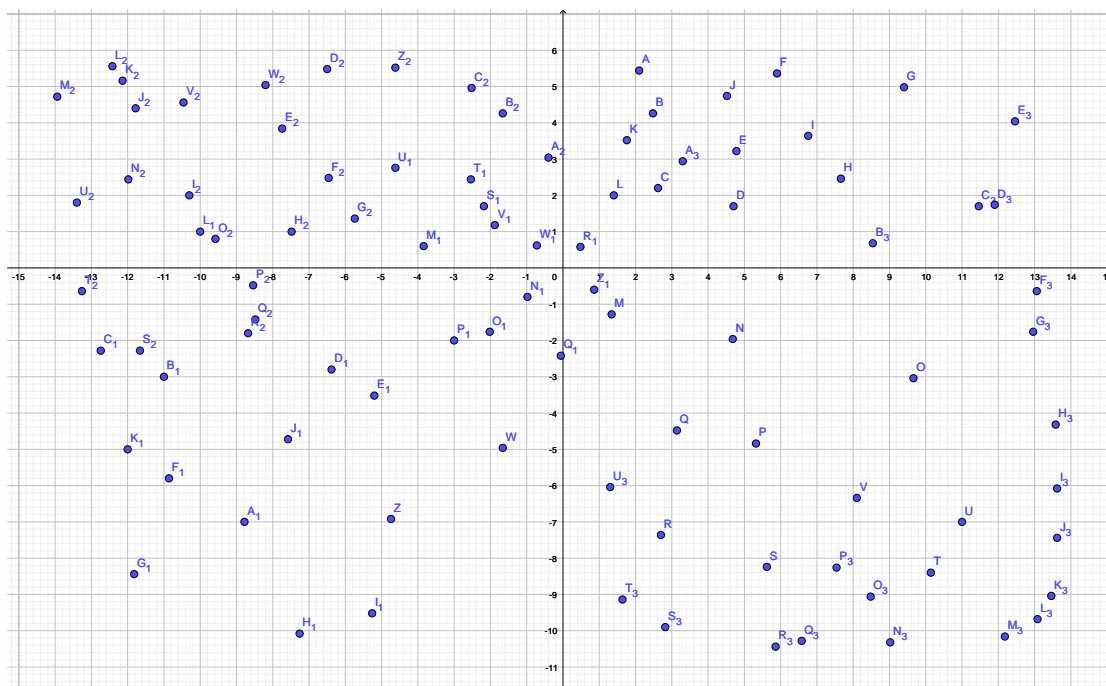 6
5
4
3
2
1
0
-1
-2
-3
-4
-5
-6
-7
-8
-9
-10
-11
-15 -14 -13 -12 -11 -10 -9 -8 -7 -6 -5 -4 -3 -2 -1 1 2 3 4 5 6 7 8 9 10 11 12 13 14
L₂ K₂ D₂ Z₂ A F
M₂ J₂ V₂ W₂ C₂ B₂ J G
E₂ B K I E₃
N₂ I₂ F₂ U₁ T₁ A₂ A₃ E H
U₂ L₁ O₂ H₂ G₂ M₁ S₁ V₁ W₁ R₁ L C D B₃ C₃ D₃
T₂ P₂ N₁ Z₁ M F₃
Q₂ R₂ O₁ P₁ Q₁ N G₃
C₁ S₂ B₁ D₁ E₁ O
K₁ J₁ W Q P H₃
F₁ U₃ V I₃
A₁ Z R U J₃
G₁ S P₃ T
I₁ T₃ O₃ K₃
H₁ S₃ R₃ Q₃ N₃ M₃ L₃